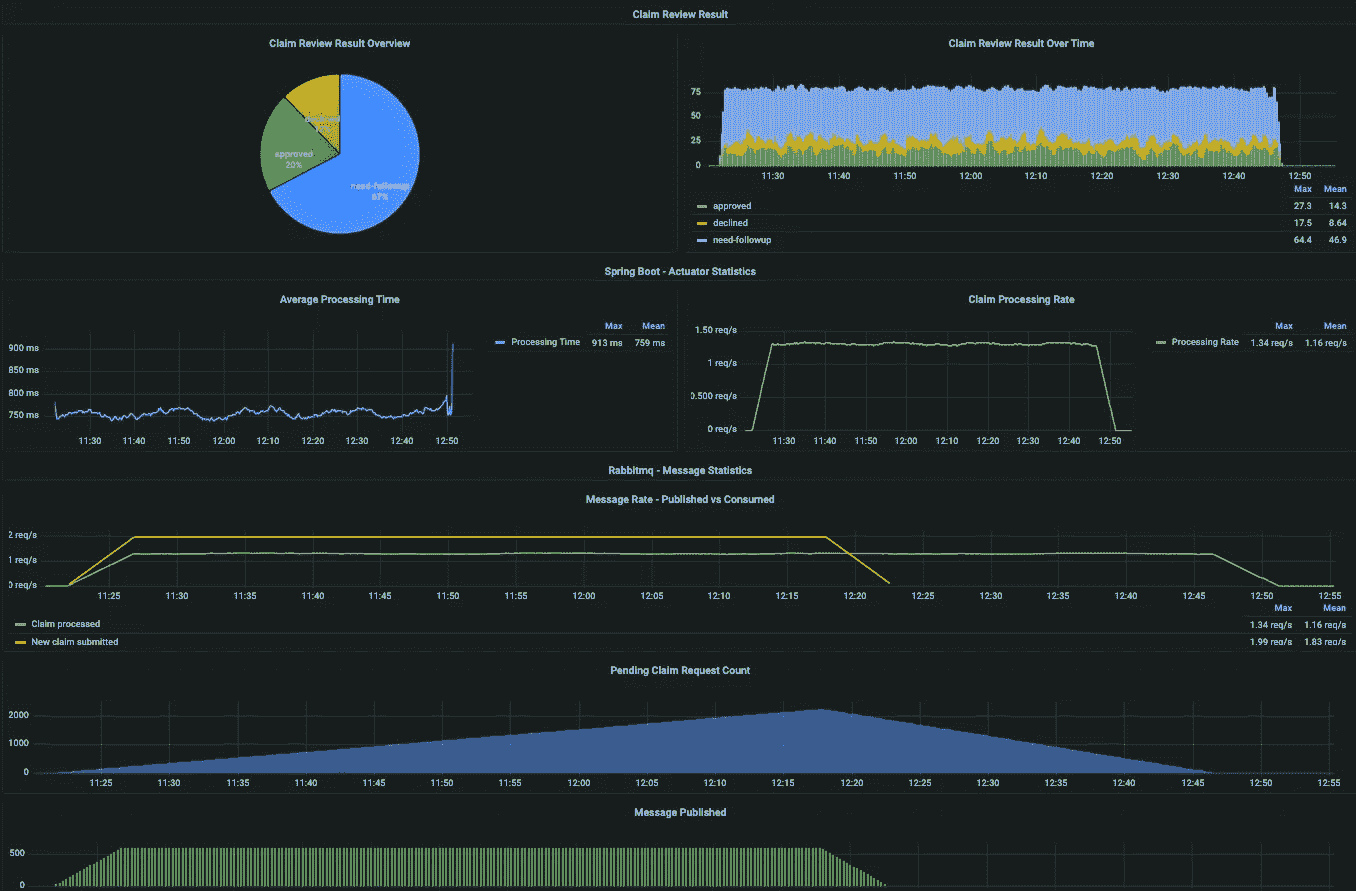 Claim Review Result
Claim Review Result Overview
approved
20%
need-followup
67%
Claim Review Result Over Time
75
50
25
0
11:30 11:40 11:50 12:00 12:10 12:20 12:30 12:40 12:50
Max Mean
approved 27.3 14.3
declined 17.5 8.64
need-followup 64.4 46.9
Spring Boot - Actuator Statistics
Average Processing Time
900 ms
850 ms
800 ms
750 ms
11:30 11:40 11:50 12:00 12:10 12:20 12:30 12:40 12:50
Max Mean
Processing Time 913 ms 759 ms
Claim Processing Rate
1.50 req/s
1 req/s
0.500 req/s
0 req/s
11:30 11:40 11:50 12:00 12:10 12:20 12:30 12:40 12:50
Max Mean
Processing Rate 1.34 req/s 1.16 req/s
Rabbitmq - Message Statistics
Message Rate - Published vs Consumed
2 req/s
1 req/s
0 req/s
11:25 11:30 11:35 11:40 11:45 11:50 11:55 12:00 12:05 12:10 12:15 12:20 12:25 12:30 12:35 12:40 12:45 12:50 12:55
Max Mean
Claim processed 1.34 req/s 1.16 req/s
New claim submitted 1.99 req/s 1.83 req/s
Pending Claim Request Count
2000
1000
0
11:25 11:30 11:35 11:40 11:45 11:50 11:55 12:00 12:05 12:10 12:15 12:20 12:25 12:30 12:35 12:40 12:45 12:50 12:55
Message Published
500
0